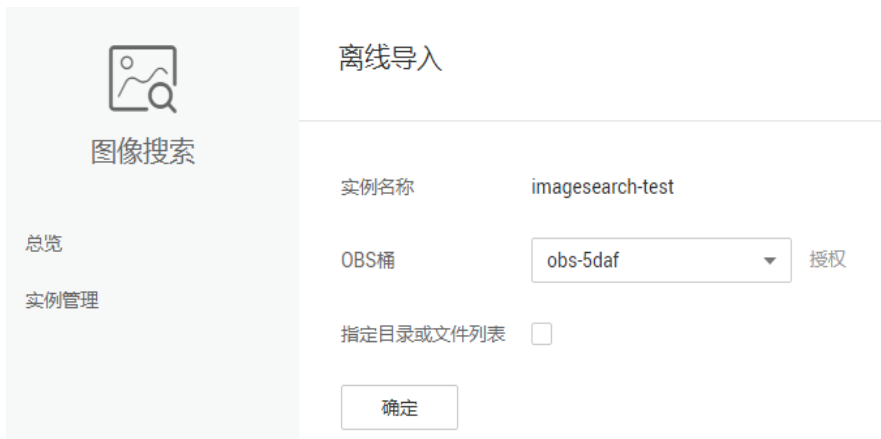 图像搜索
总览
实例管理
离线导入
实例名称 imagesearch-test
OBS桶 obs-5daf 授权
指定目录或文件列表
确定